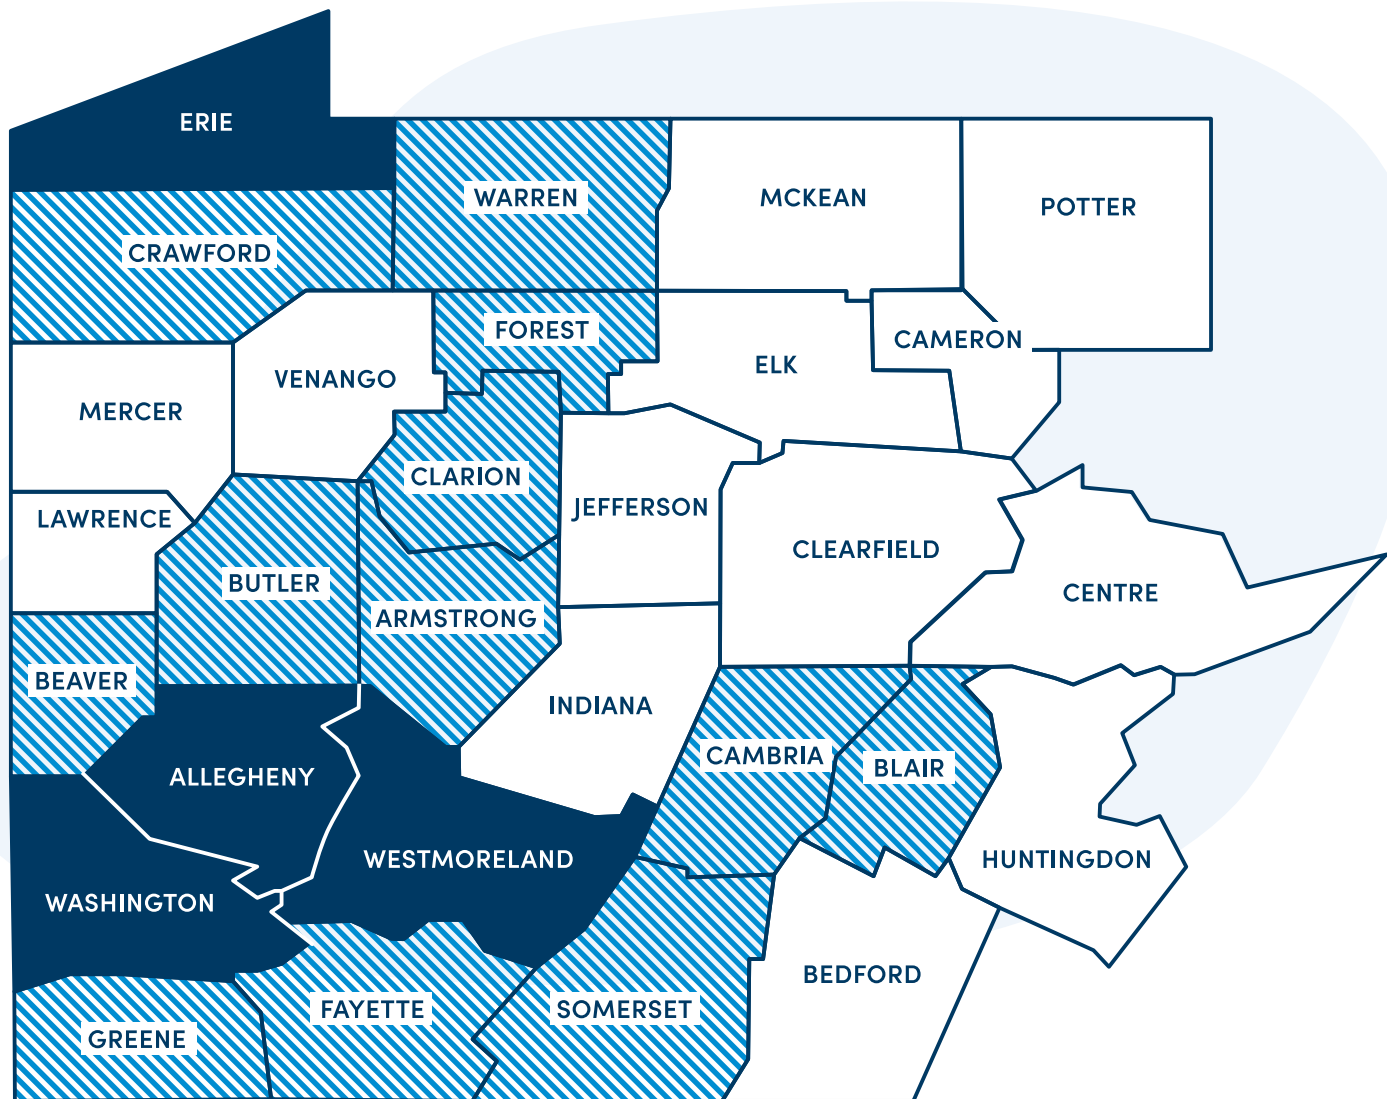 ERIE
WARREN
MCKEAN
POTTER
CRAWFORD
FOREST
CAMERON
ELK
VENANGO
MERCER
CLARION
JEFFERSON
LAWRENCE
CLEARFIELD
BUTLER
CENTRE
ARMSTRONG
BEAVER
INDIANA
CAMBRIA
BLAIR
ALLEGHENY
WESTMORELAND
HUNTINGDON
WASHINGTON
BEDFORD
FAYETTE
SOMERSET
GREENE